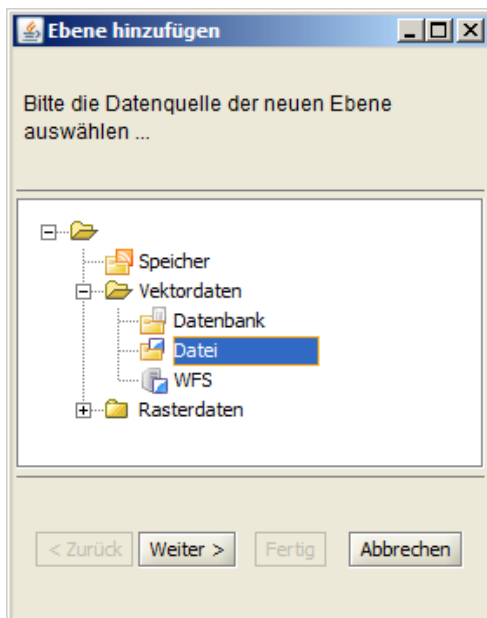 Ebene hinzufügen
Bitte die Datenquelle der neuen Ebene
auswählen ...
Speicher
Vektordaten
Datenbank
Datei
WFS
Rasterdaten
< Zurück Weiter > Fertig Abbrechen